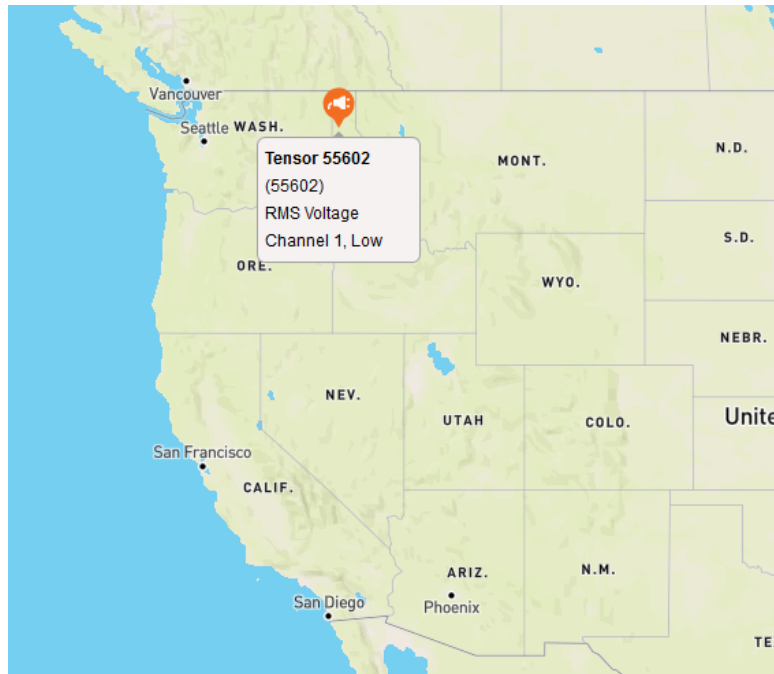 Vancouver
Seattle
WASH.
Tensor 55602
(55602)
RMS Voltage
Channel 1, Low
MONT.
N.D.
S.D.
ORE.
WYO.
NEBR.
NEV.
UTAH
COLO.
Unite
San Francisco
CALIF.
ARIZ.
N.M.
San Diego
Phoenix
TE